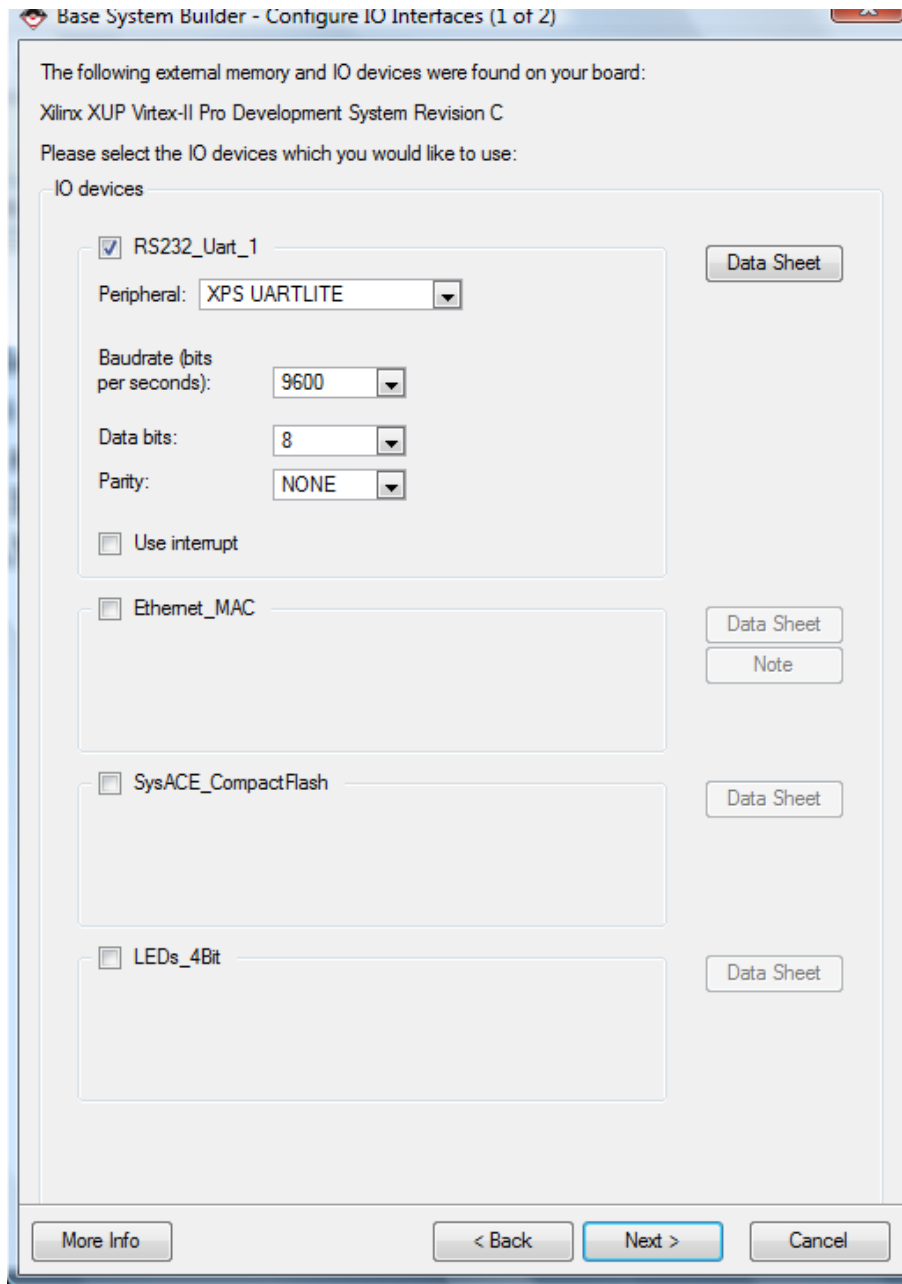 Base System Builder - Configure IO Interfaces (1 of 2)
The following external memory and IO devices were found on your board:
Xilinx XUP Virtex-II Pro Development System Revision C
Please select the IO devices which you would like to use:
IO devices
RS232_Uart_1
Data Sheet
Peripheral: XPS UARTLITE
Baudrate (bits
per seconds): 9600
Data bits: 8
Parity: NONE
Use interrupt
Ethernet_MAC
Data Sheet
Note
SysACE_CompactFlash
Data Sheet
LEDs_4Bit
Data Sheet
More Info < Back Next > Cancel